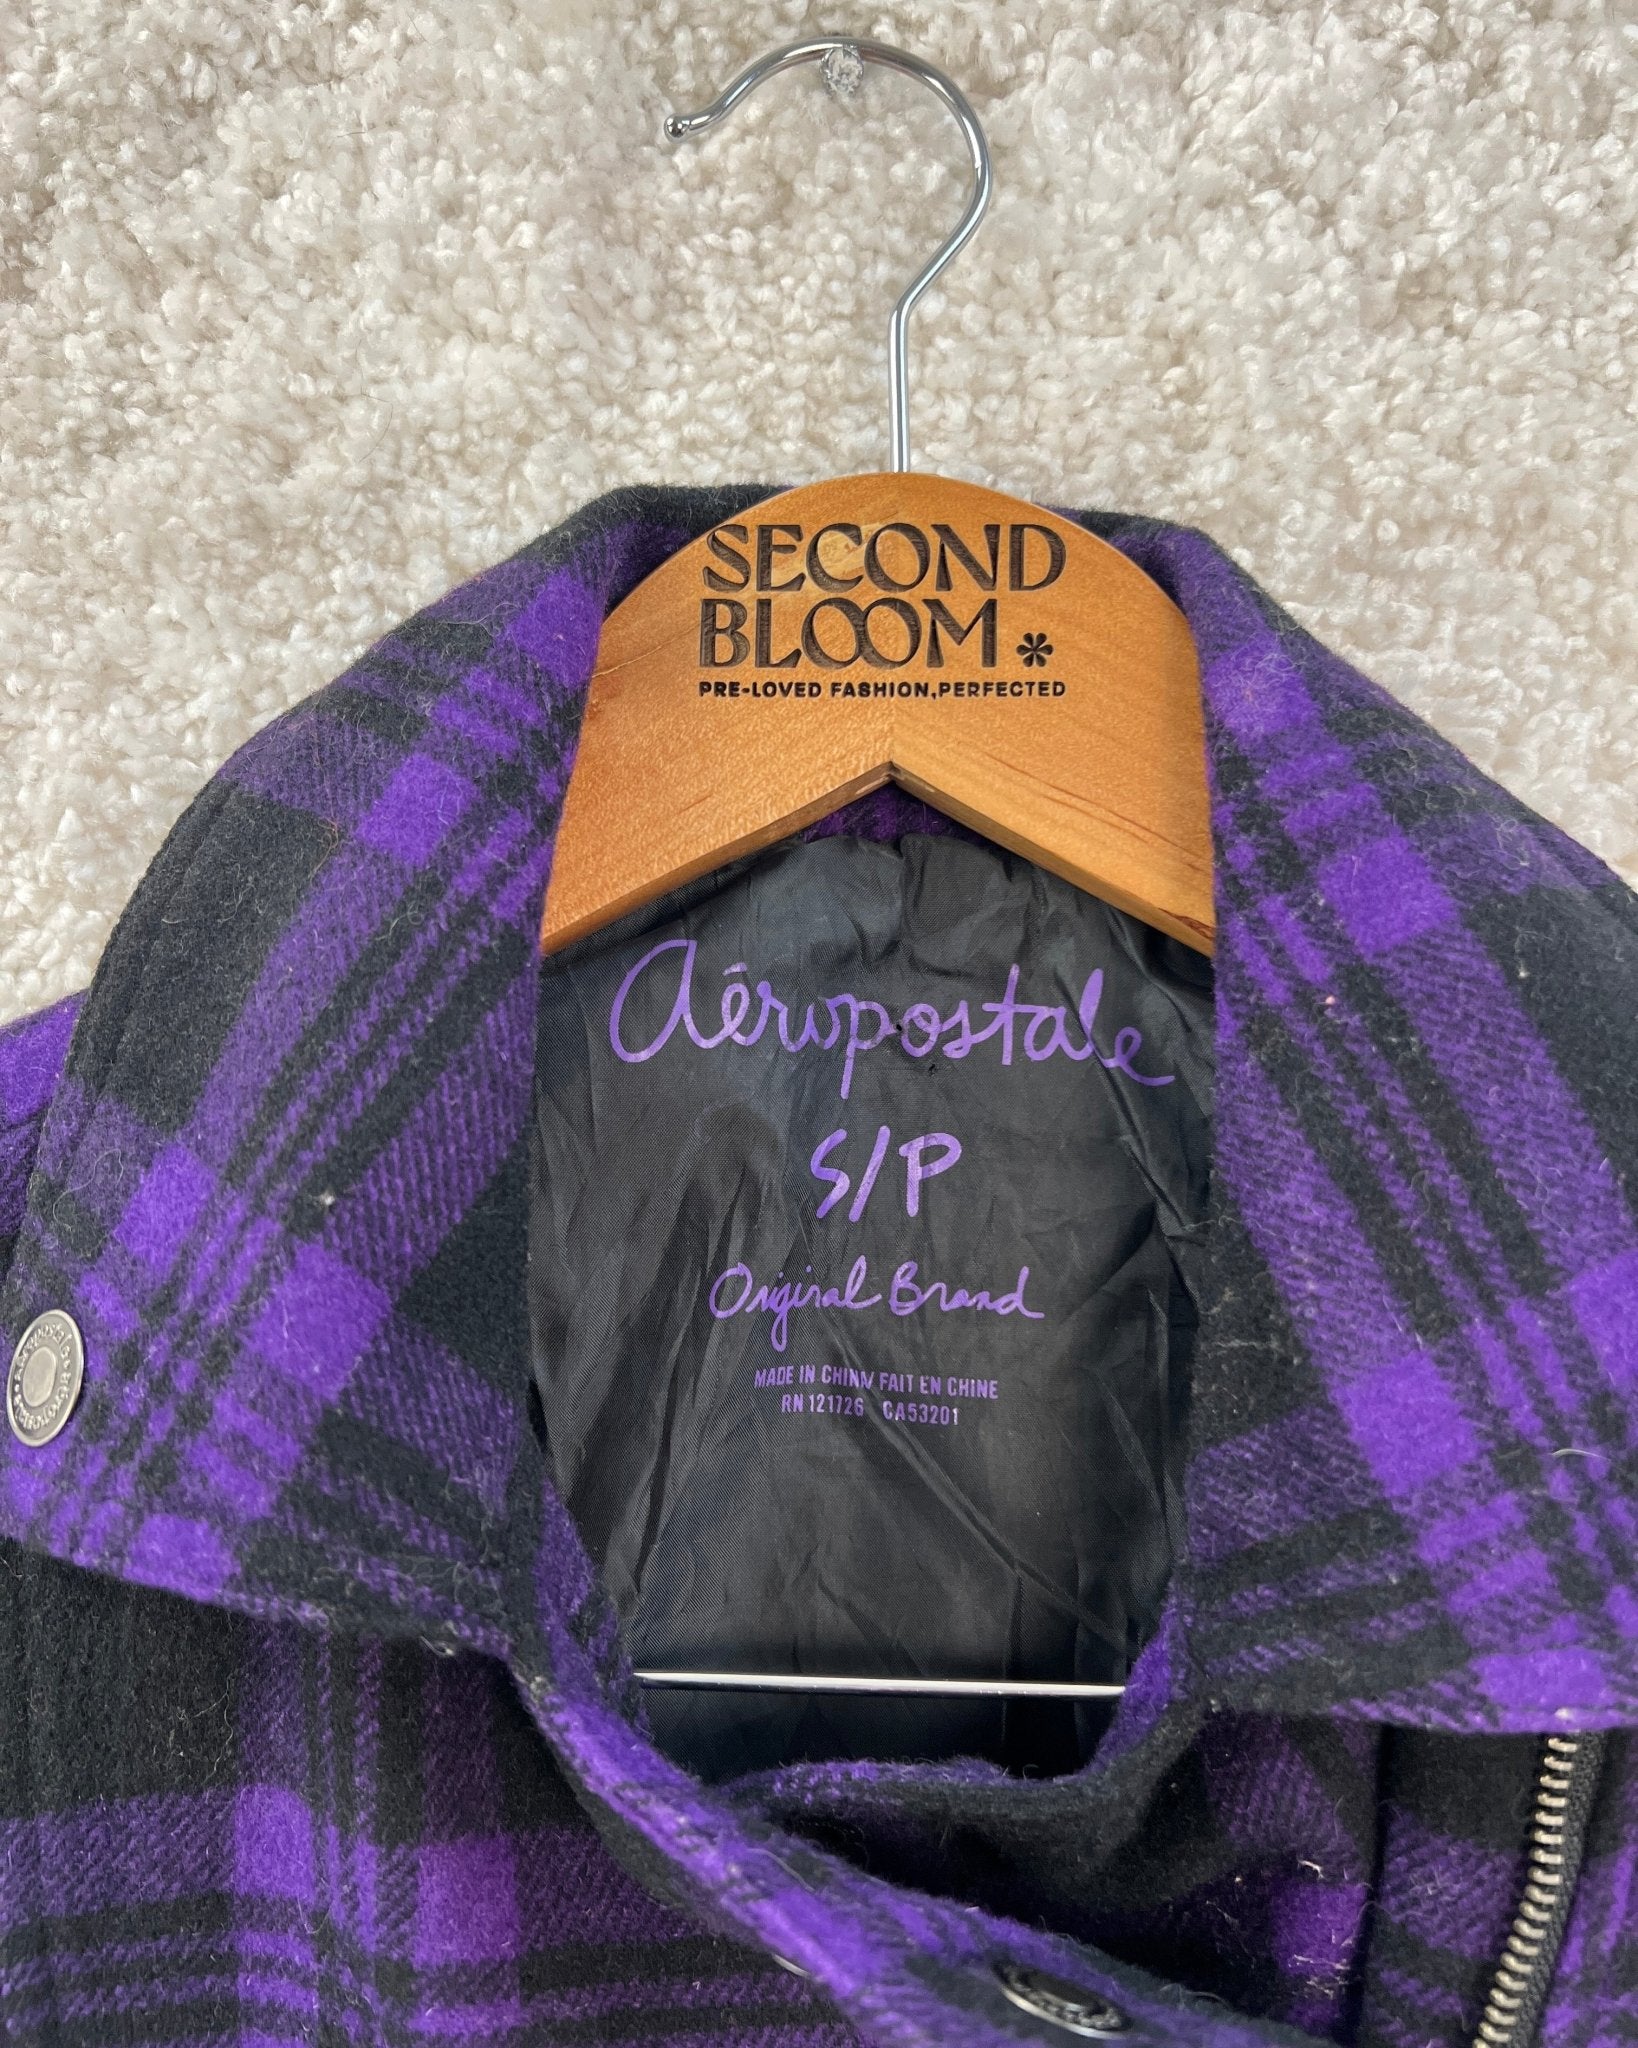 SECOND
BLOOM
PRE-LOVED FASHION,PERFECTED
Aéropostale
S/P
Original Brand
MADE IN CHINA/ FAIT EN CHINE
RN 121726 CA53201